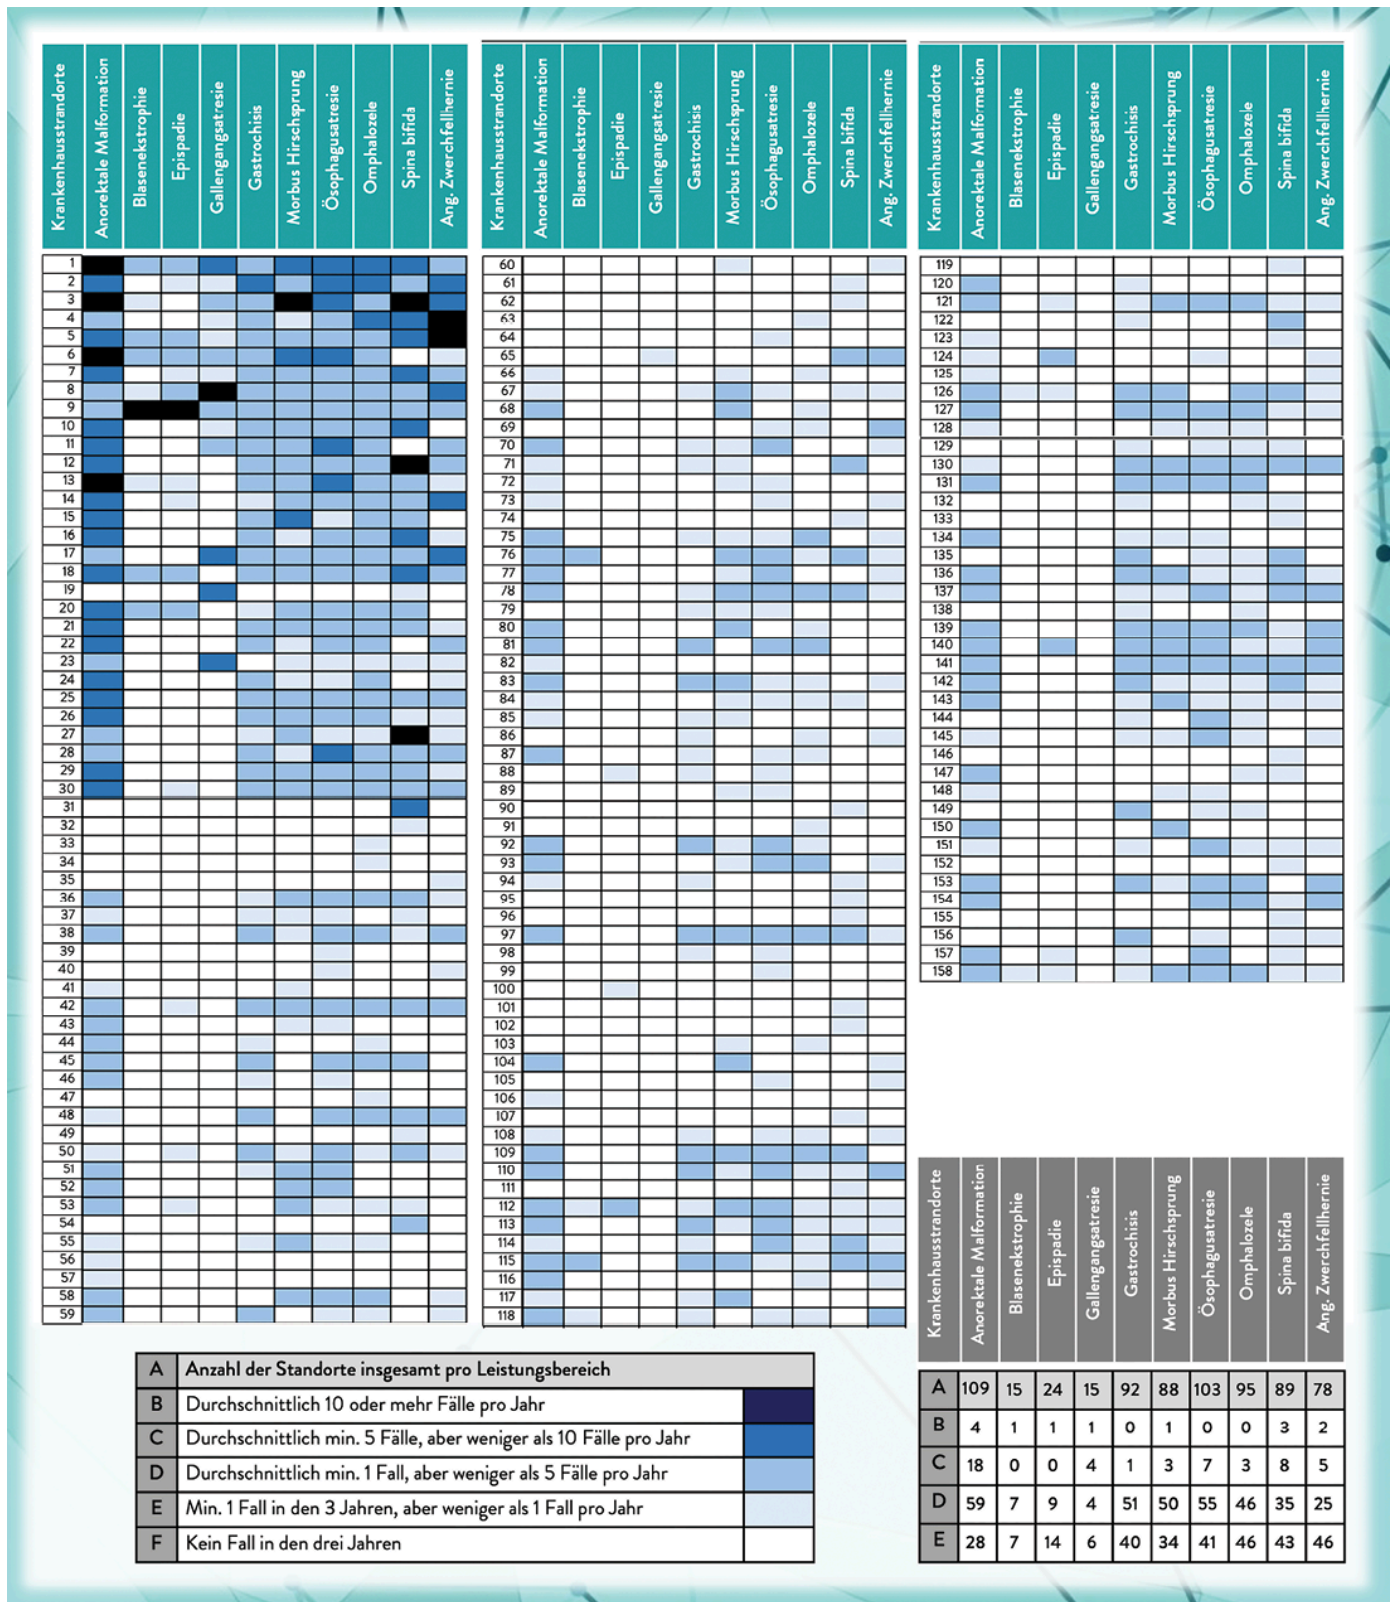 Krankenhausstrandorte
Anorektale Malformation
Blasenekstrophie
Epispadie
Gallengangsatresie
Gastrochisis
Morbus Hirschsprung
Ösophagusatresie
Omphalozele
Spina bifida
Ang. Zwerchfellhernie
1
2
3
4
5
6
7
8
9
10
11
12
13
14
15
16
17
18
19
20
21
22
23
24
25
26
27
28
29
30
31
32
33
34
35
36
37
38
39
40
41
42
43
44
45
46
47
48
49
50
51
52
53
54
55
56
57
58
59
Krankenhausstrandorte
Anorektale Malformation
Blasenekstrophie
Epispadie
Gallengangsatresie
Gastrochisis
Morbus Hirschsprung
Ösophagusatresie
Omphalozele
Spina bifida
Ang. Zwerchfellhernie
60
61
62
63
64
65
66
67
68
69
70
71
72
73
74
75
76
77
78
79
80
81
82
83
84
85
86
87
88
89
90
91
92
93
94
95
96
97
98
99
100
101
102
103
104
105
106
107
108
109
110
111
112
113
114
115
116
117
118
Krankenhausstrandorte
Anorektale Malformation
Blasenekstrophie
Epispadie
Gallengangsatresie
Gastrochisis
Morbus Hirschsprung
Ösophagusatresie
Omphalozele
Spina bifida
Ang. Zwerchfellhernie
119
120
121
122
123
124
125
126
127
128
129
130
131
132
133
134
135
136
137
138
139
140
141
142
143
144
145
146
147
148
149
150
151
152
153
154
155
156
157
158
A Anzahl der Standorte insgesamt pro Leistungsbereich
B Durchschnittlich 10 oder mehr Fälle pro Jahr
C Durchschnittlich min. 5 Fälle, aber weniger als 10 Fälle pro Jahr
D Durchschnittlich min. 1 Fall, aber weniger als 5 Fälle pro Jahr
E Min. 1 Fall in den 3 Jahren, aber weniger als 1 Fall pro Jahr
F Kein Fall in den drei Jahren
Krankenhausstrandorte
Anorektale Malformation
Blasenekstrophie
Epispadie
Gallengangsatresie
Gastrochisis
Morbus Hirschsprung
Ösophagusatresie
Omphalozele
Spina bifida
Ang. Zwerchfellhernie
A 109 15 24 15 92 88 103 95 89 78
B 4 1 1 1 0 1 0 0 3 2
C 18 0 0 4 1 3 7 3 8 5
D 59 7 9 4 51 50 55 46 35 25
E 28 7 14 6 40 34 41 46 43 46